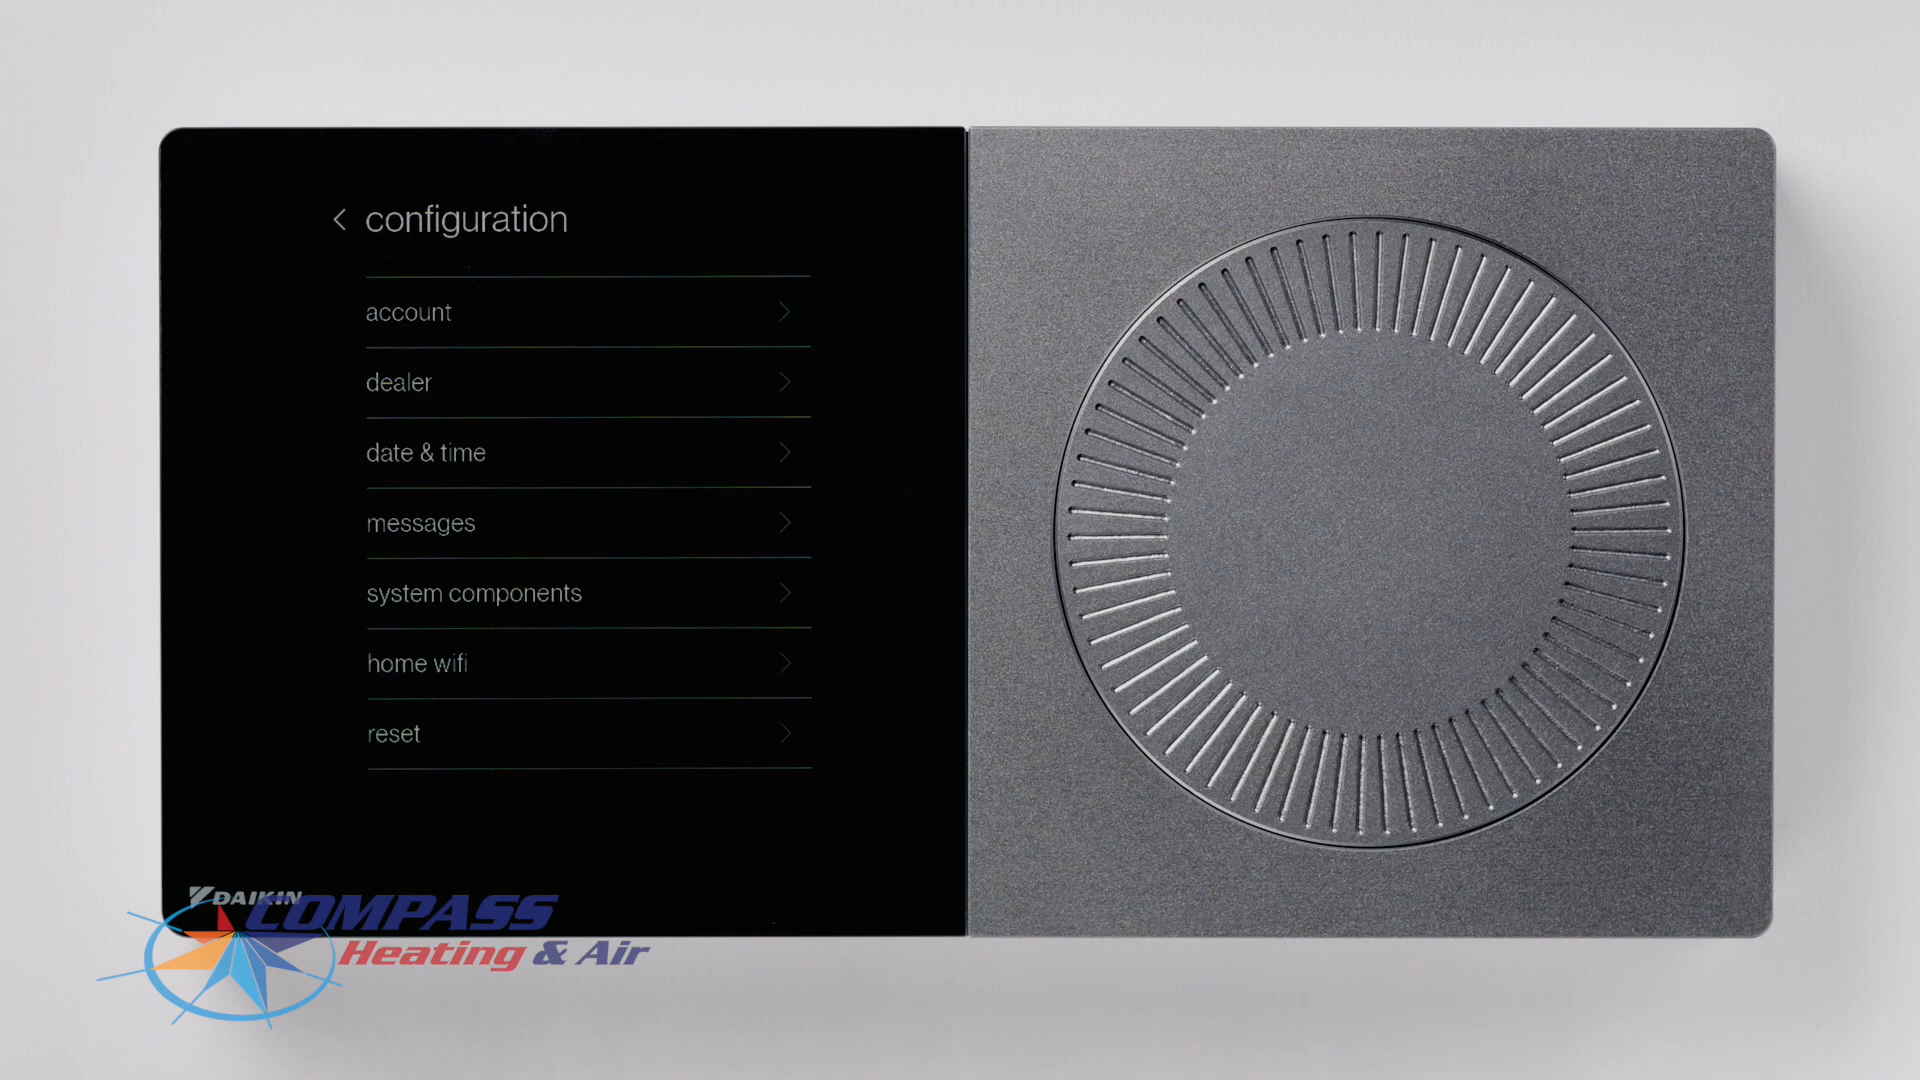 configuration
account
dealer
date & time
messages
system components
home wifi
reset
DAIKIN
COMPASS
Heating & Air